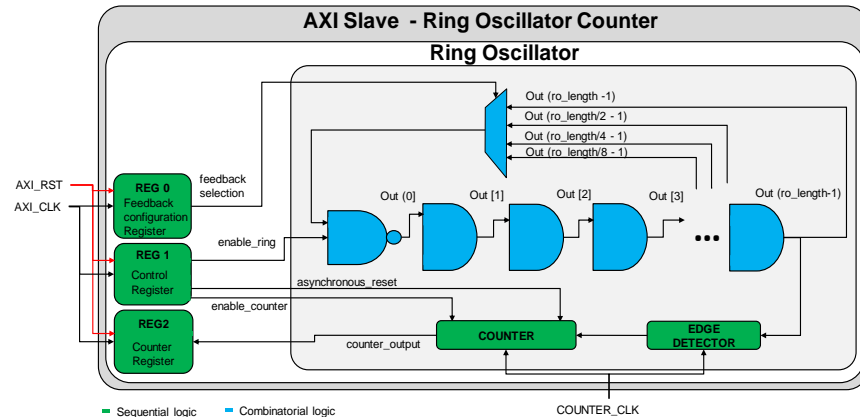 AXI Slave - Ring Oscillator Counter
Ring Oscillator
Out (ro_length -1)
Out (ro_length/2 - 1)
Out (ro_length/4 - 1)
Out (ro_length/8 - 1)
AXI_RST
AXI_CLK
REG 0
Feedback
configuration
Register
feedback
selection
Out (0]
Out [1]
Out [2]
Out [3]
Out (ro_length-1)
enable_ring
REG 1
Control
Register
asynchronous_reset
enable_counter
REG2
Counter
Register
counter_output
COUNTER
EDGE
DETECTOR
COUNTER_CLK
Sequential logic
Combinatorial logic